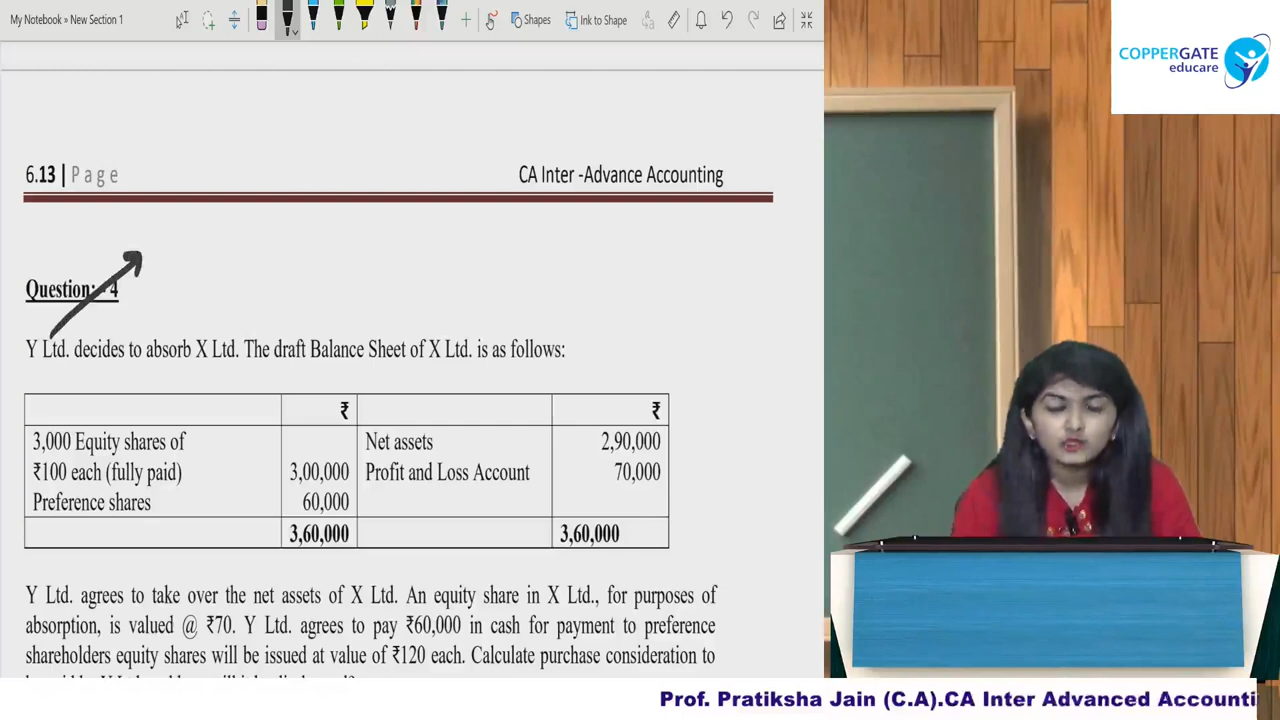 My Notebook » New Section 1
Shapes
Ink to Shape
COPPERGATE
educare
6.13 | Page
CA Inter -Advance Accounting
Question: - 4
Y Ltd. decides to absorb X Ltd. The draft Balance Sheet of X Ltd. is as follows:
₹ ₹
3,000 Equity shares of Net assets 2,90,000
₹100 each (fully paid) 3,00,000 Profit and Loss Account 70,000
Preference shares 60,000
3,60,000 3,60,000
Y Ltd. agrees to take over the net assets of X Ltd. An equity share in X Ltd., for purposes of
absorption, is valued @ ₹70. Y Ltd. agrees to pay ₹60,000 in cash for payment to preference
shareholders equity shares will be issued at value of ₹120 each. Calculate purchase consideration to
Prof. Pratiksha Jain (C.A).CA Inter Advanced Accounti